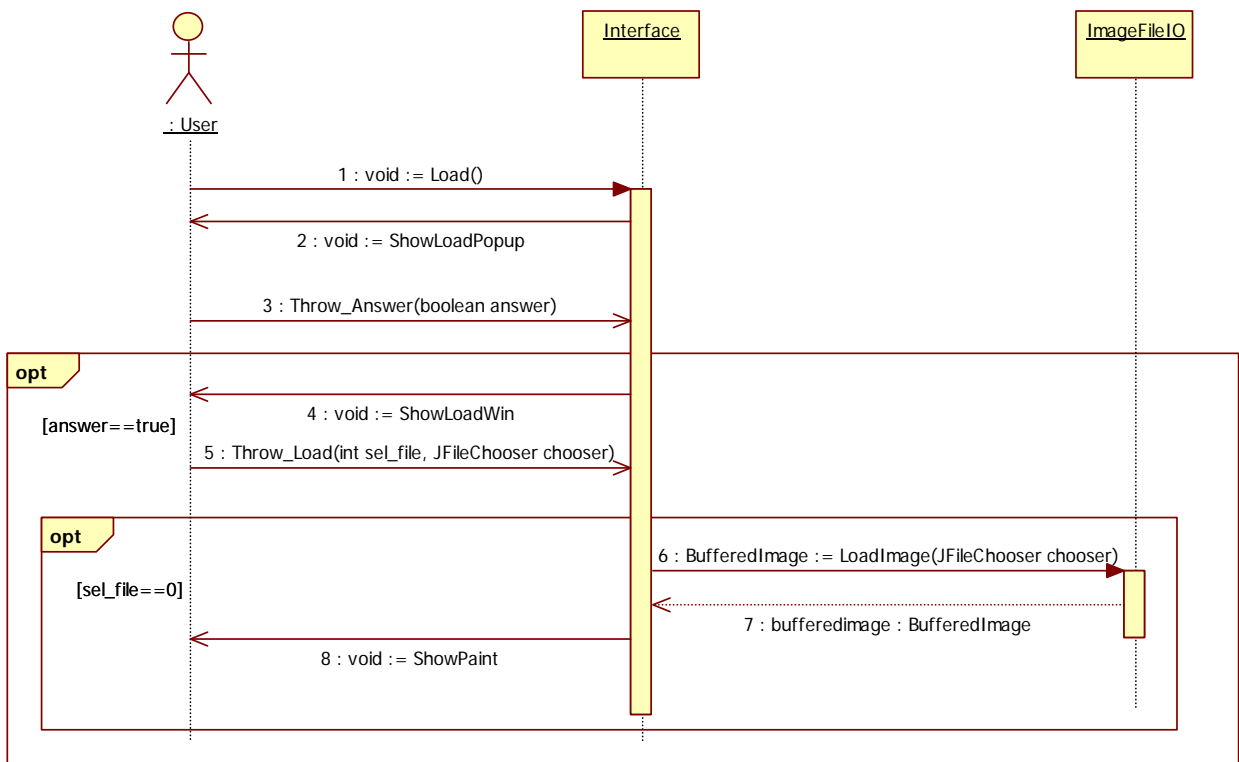 Interface
ImageFileIO
: User
1 : void := Load()
2 : void := ShowLoadPopup
3 : Throw_Answer(boolean answer)
opt
4 : void := ShowLoadWin
[answer==true]
5 : Throw_Load(int sel_file, JFileChooser chooser)
opt
6 : BufferedImage := LoadImage(JFileChooser chooser)
[sel_file==0]
7 : bufferedimage : BufferedImage
8 : void := ShowPaint